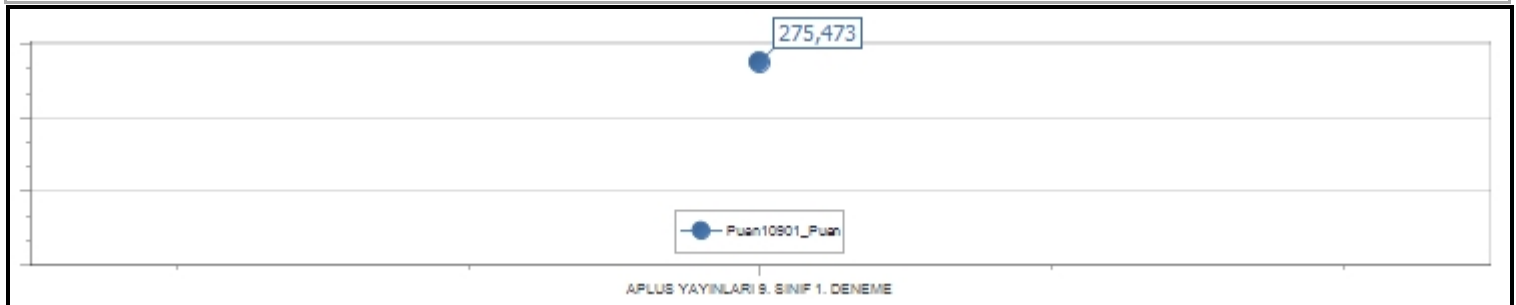 275,473
Puan10901_Puan
APLUS YAYINLARI 9. SINIF 1. DENEME